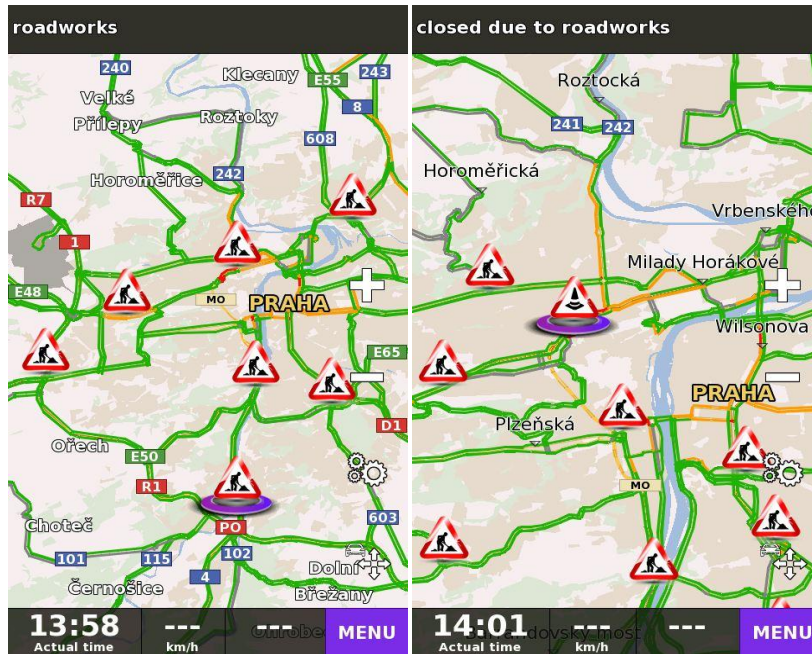 roadworks
240
Klecany
E55
243
Velké
Přílepy
Roztoky
8
608
242
Horoměřice
R7
1
E48
MO
PRAHA
E65
D1
Ořech
E50
R1
Choteč
PO
603
101
115
102
4
Dolní
Břežany
Černošice
13:58
Actual time
---
km/h
---
MENU
closed due to roadworks
Roztocká
241
242
Horoměřická
Vrbenského
Milady Horákové
Wilsonova
PRAHA
Plzeňská
MO
14:01
Actual time
---
km/h
---
MENU